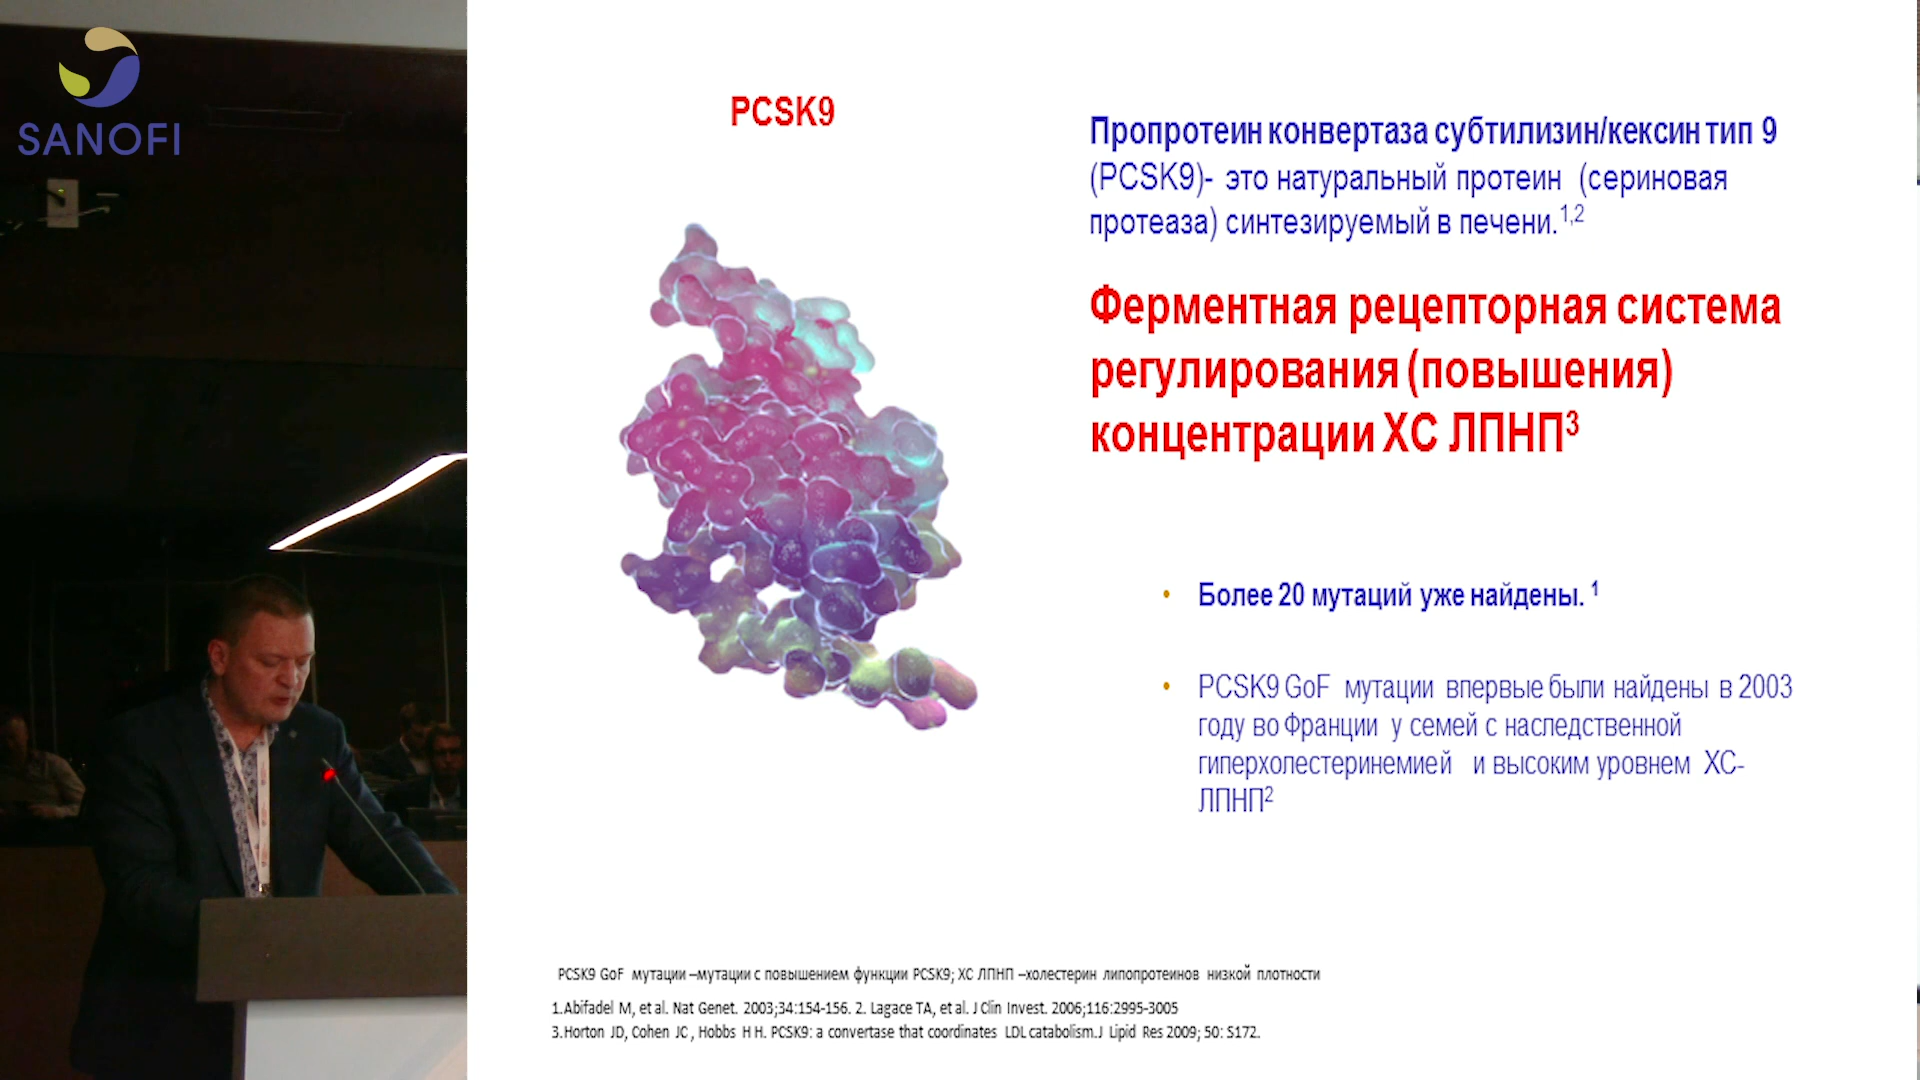 SANOFI
PCSK9
Пропротеин конвертаза субтилизин/кексин тип 9
(PCSK9)- это натуральный протеин (сериновая
протеаза) синтезируемый в печени.1,2
Ферментная рецепторная система
регулирования (повышения)
концентрации ХС ЛПНП3
• Более 20 мутаций уже найдены. 1
• PCSK9 GoF мутации впервые были найдены в 2003
году во Франции у семей с наследственной
гиперхолестеринемией и высоким уровнем ХС-
ЛПНП2
PCSK9 GoF мутации –мутации с повышением функции PCSK9; ХС ЛПНП –холестерин липопротеинов низкой плотности
1.Abifadel M, et al. Nat Genet. 2003;34:154-156. 2. Lagace TA, et al. J Clin Invest. 2006;116:2995-3005
3.Horton JD, Cohen JC , Hobbs H H. PCSK9: a convertase that coordinates LDL catabolism.J Lipid Res 2009; 50: S172.